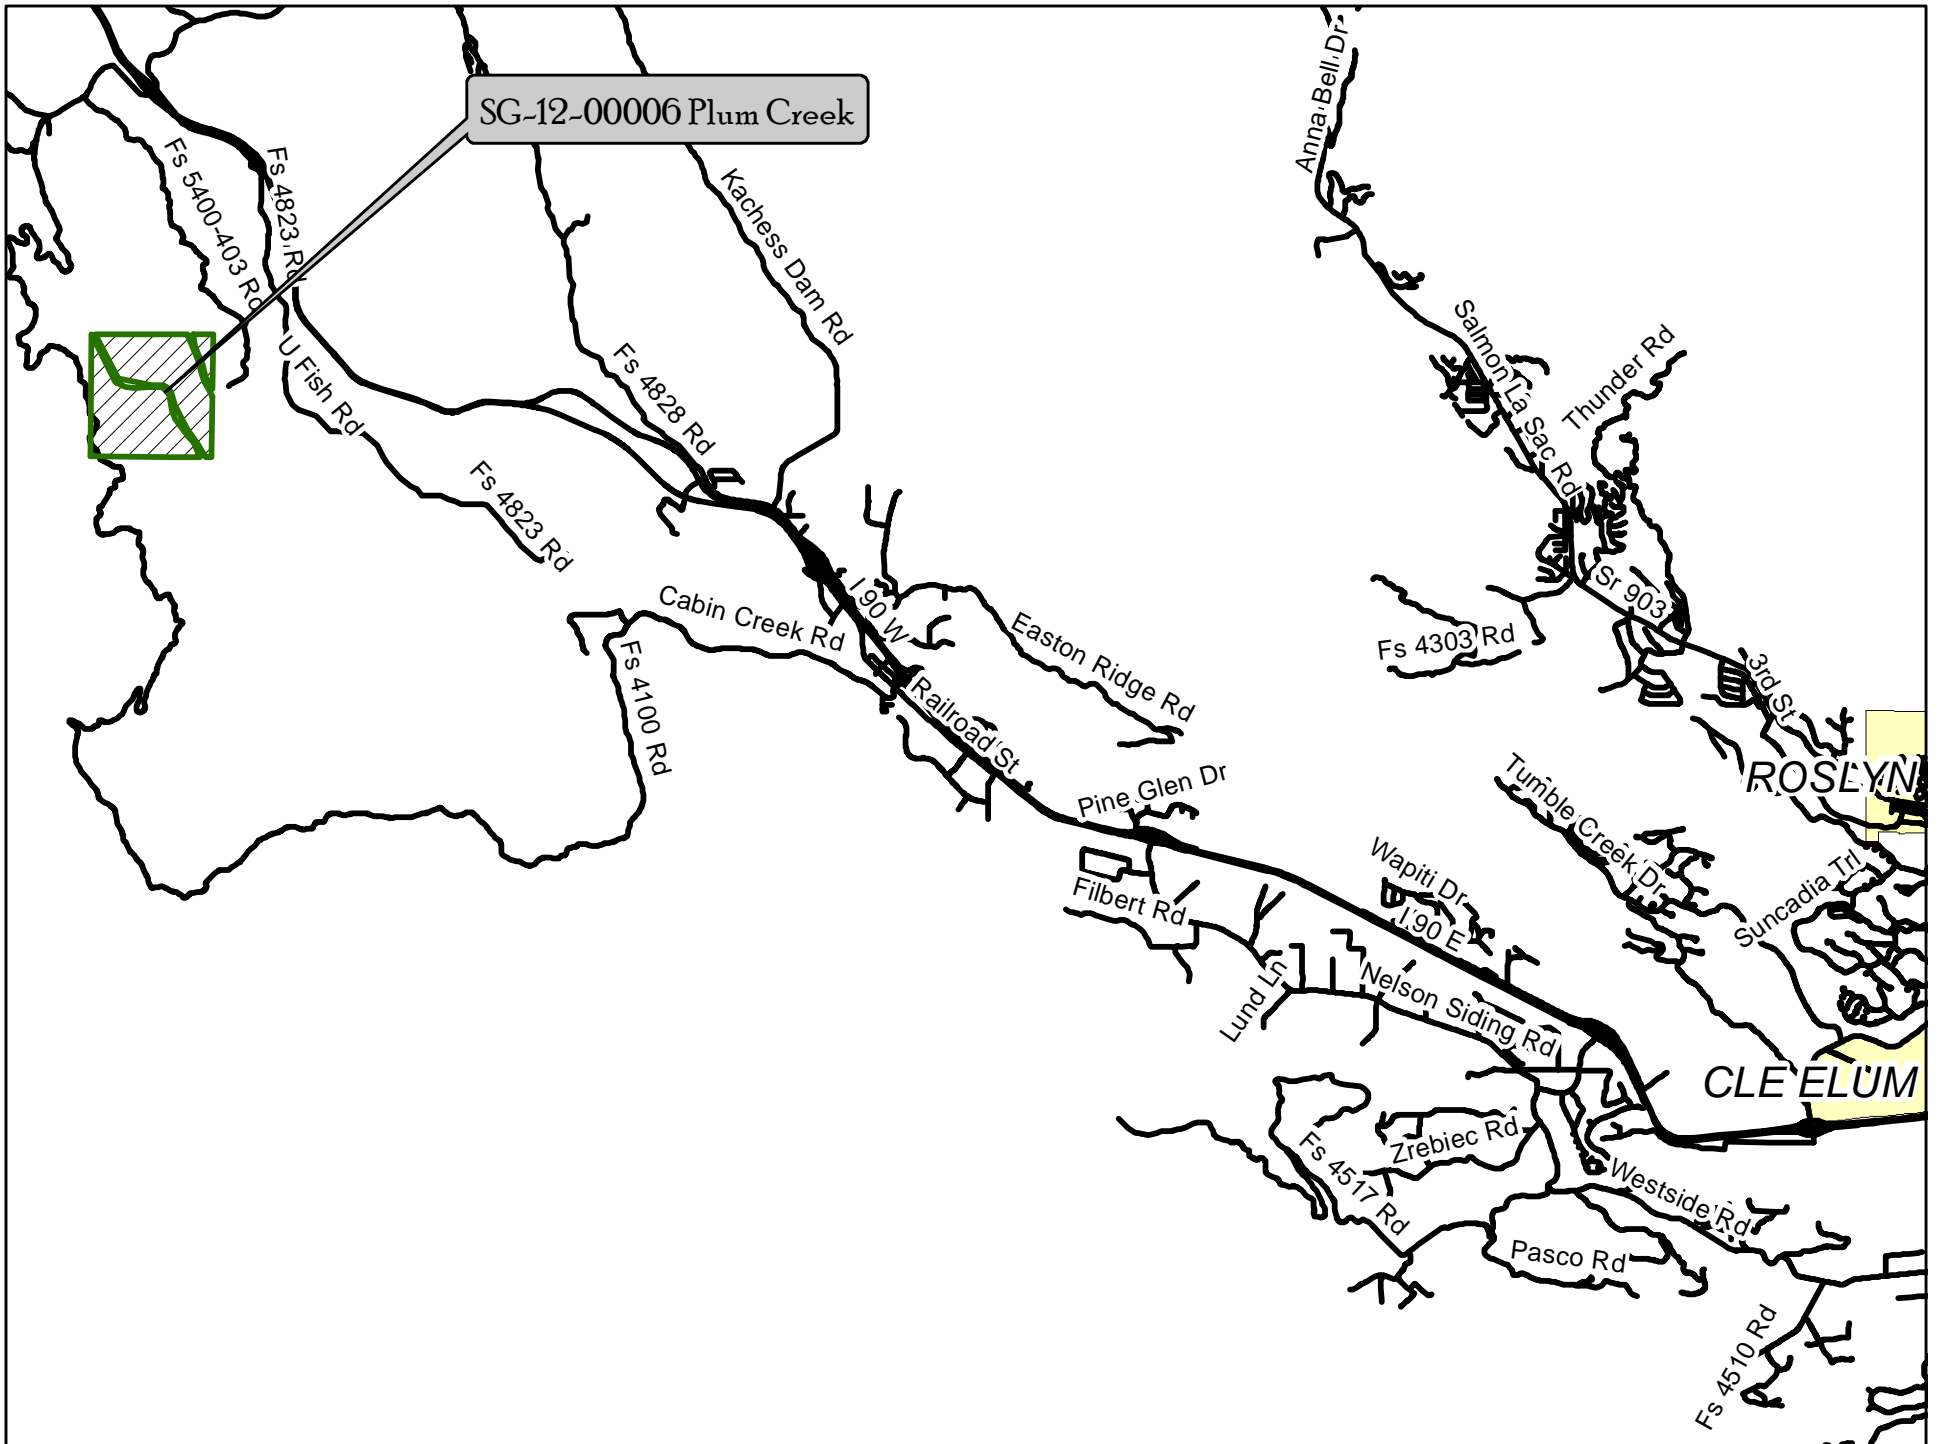 Anna Bell Dr
SG-12-00006 Plum Creek
Fs 5400-403 Rd
Fs 4823 Rd
Kachess Dam Rd
Salmon La Sac Rd
Thunder Rd
U Fish Rd
Fs 4828 Rd
Fs 4823 Rd
Cabin Creek Rd
I 90 W
Easton Ridge Rd
Sr 903
Fs 4303 Rd
Fs 4100 Rd
Railroad St
3rd St
ROSLYN
Pine Glen Dr
Tumble Creek Dr
Wapiti Dr
Filbert Rd
I 90 E
Suncadia Trl
Lund Ln
Nelson Siding Rd
CLE ELUM
Zrebiec Rd
Fs 4517 Rd
Westside Rd
Pasco Rd
Fs 4510 Rd